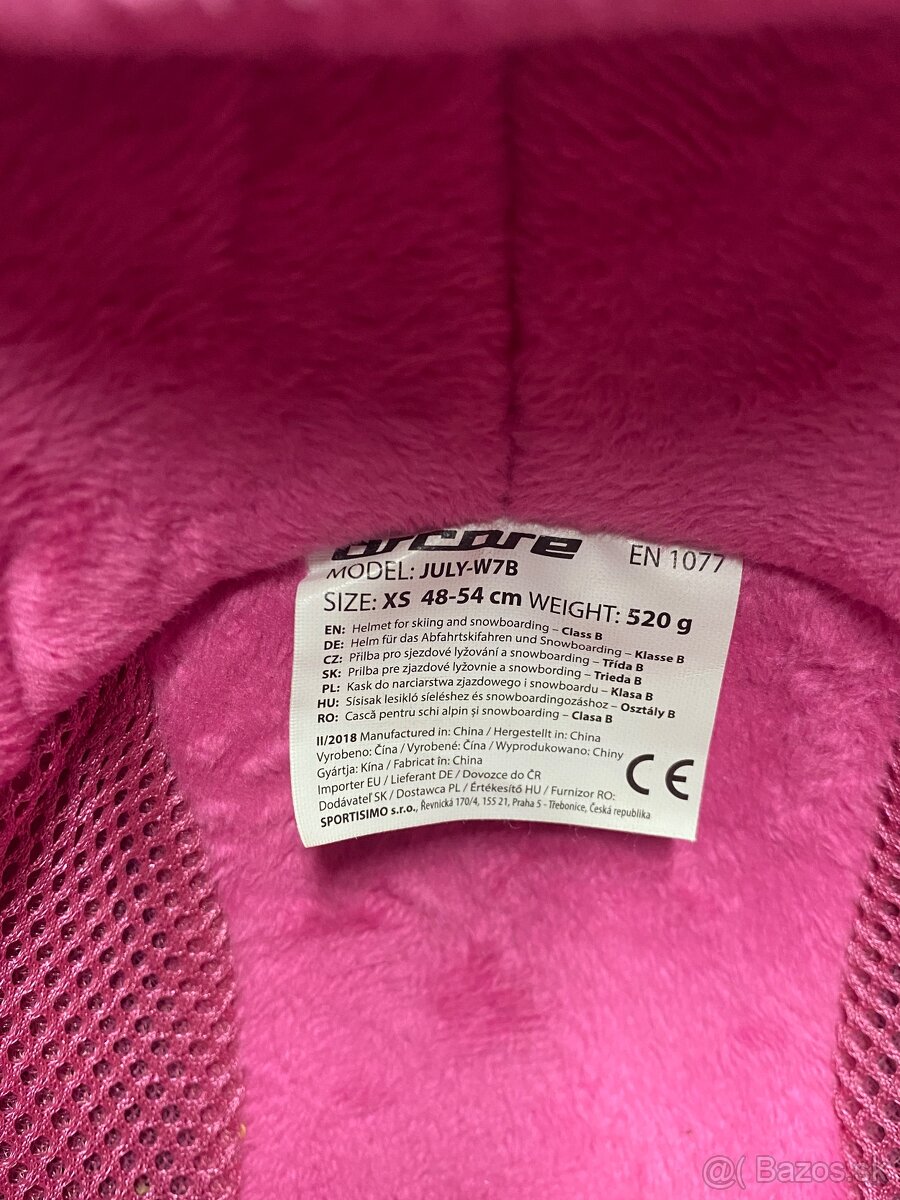 arcore
EN 1077
MODEL: JULY-W7B
SIZE: XS 48-54 cm WEIGHT: 520 g
EN: Helmet for skiing and snowboarding – Class B
DE: Helm für das Abfahrtskifahren und Snowboarding – Klasse B
CZ: Přilba pro sjezdové lyžování a snowboarding – Třída B
SK: Prilba pre zjazdové lyžovnie a snowbording – Trieda B
PL: Kask do narciarstwa zjazdowego i snowboardu – Klasa B
HU: Sísisak lesikló síeléshez és snowboardingozáshoz – Osztály B
RO: Cască pentru schi alpin și snowboarding – Clasa B
II/2018 Manufactured in: China / Hergestellt in: China
Vyrobeno: Čína / Vyrobené: Čína / Wyprodukowano: Chiny
Gyártja: Kína / Fabricat în: China
Importer EU / Lieferant DE / Dovozce do ČR
Dodávateľ SK / Dostawca PL / Értékesítő HU / Furnizor RO:
SPORTISIMO s.r.o., Řevnická 170/4, 155 21, Praha 5 - Třebonice, Česká republika
CE
@( Bazos.sk